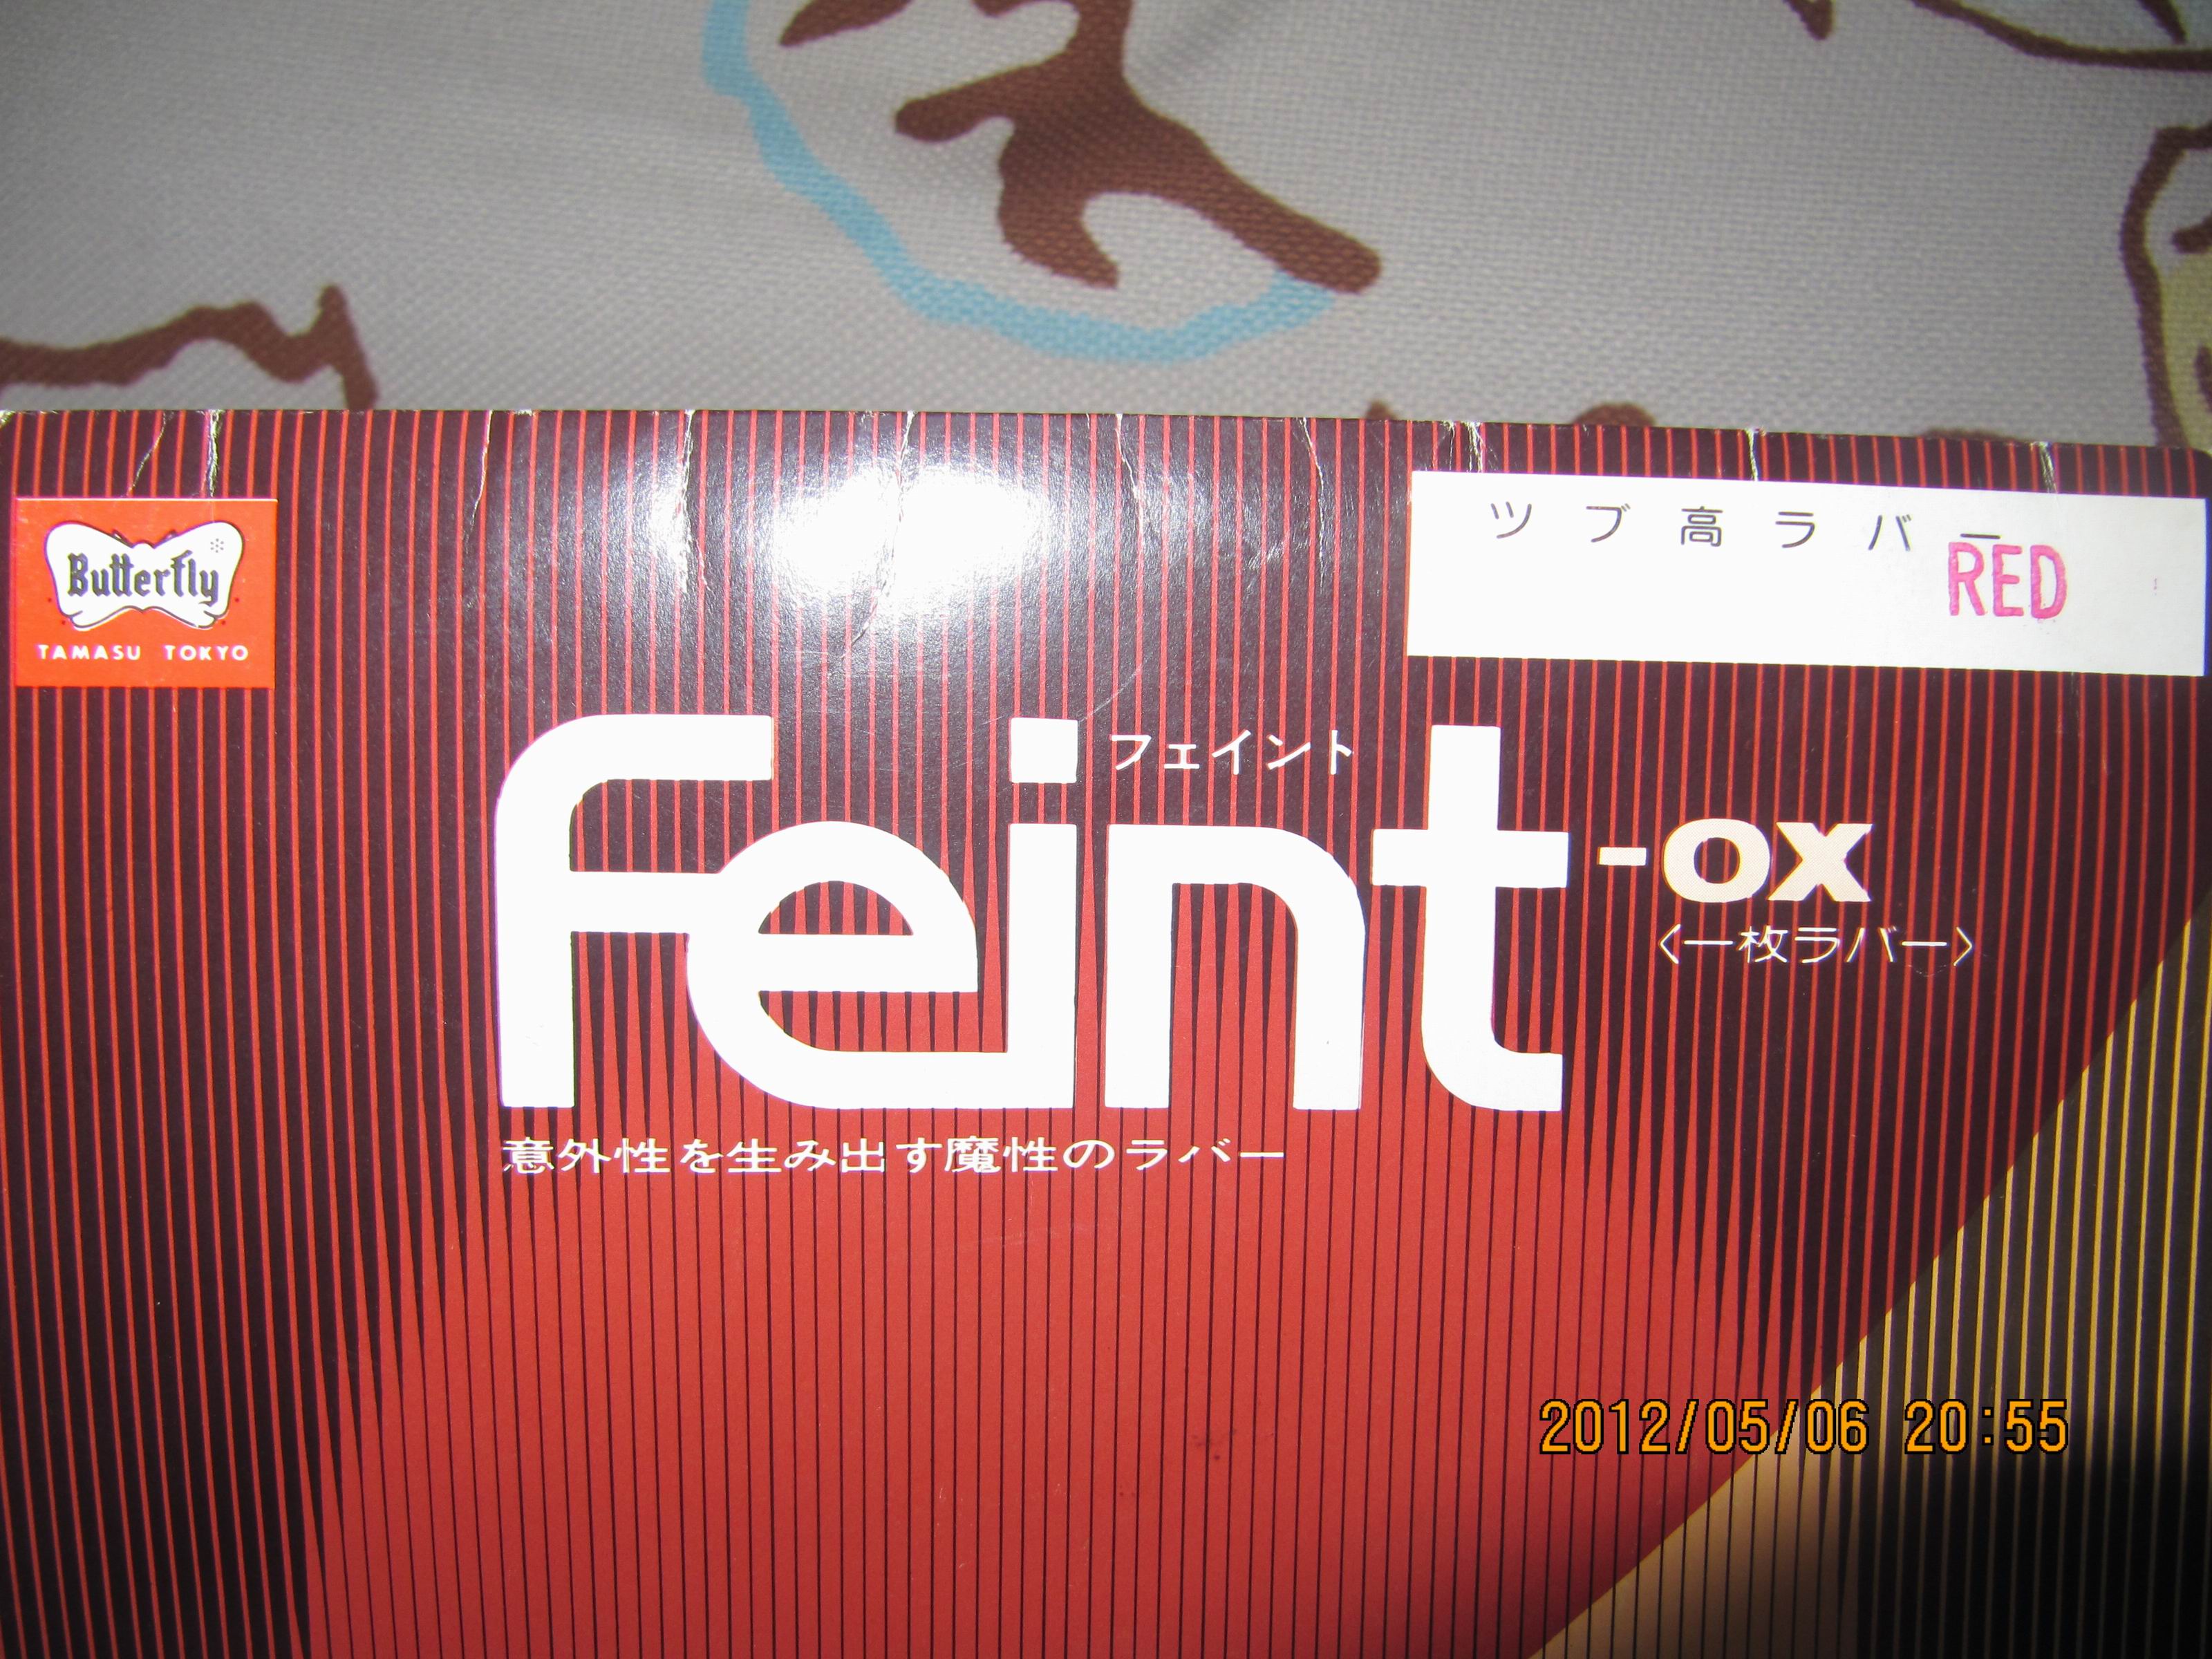 Butterfly
TAMASU TOKYO
ツブ高ラバー
RED
フェイント
Feint-ox
〈一枚ラバー〉
意外性を生み出す魔性のラバー
2012/05/06 20:55